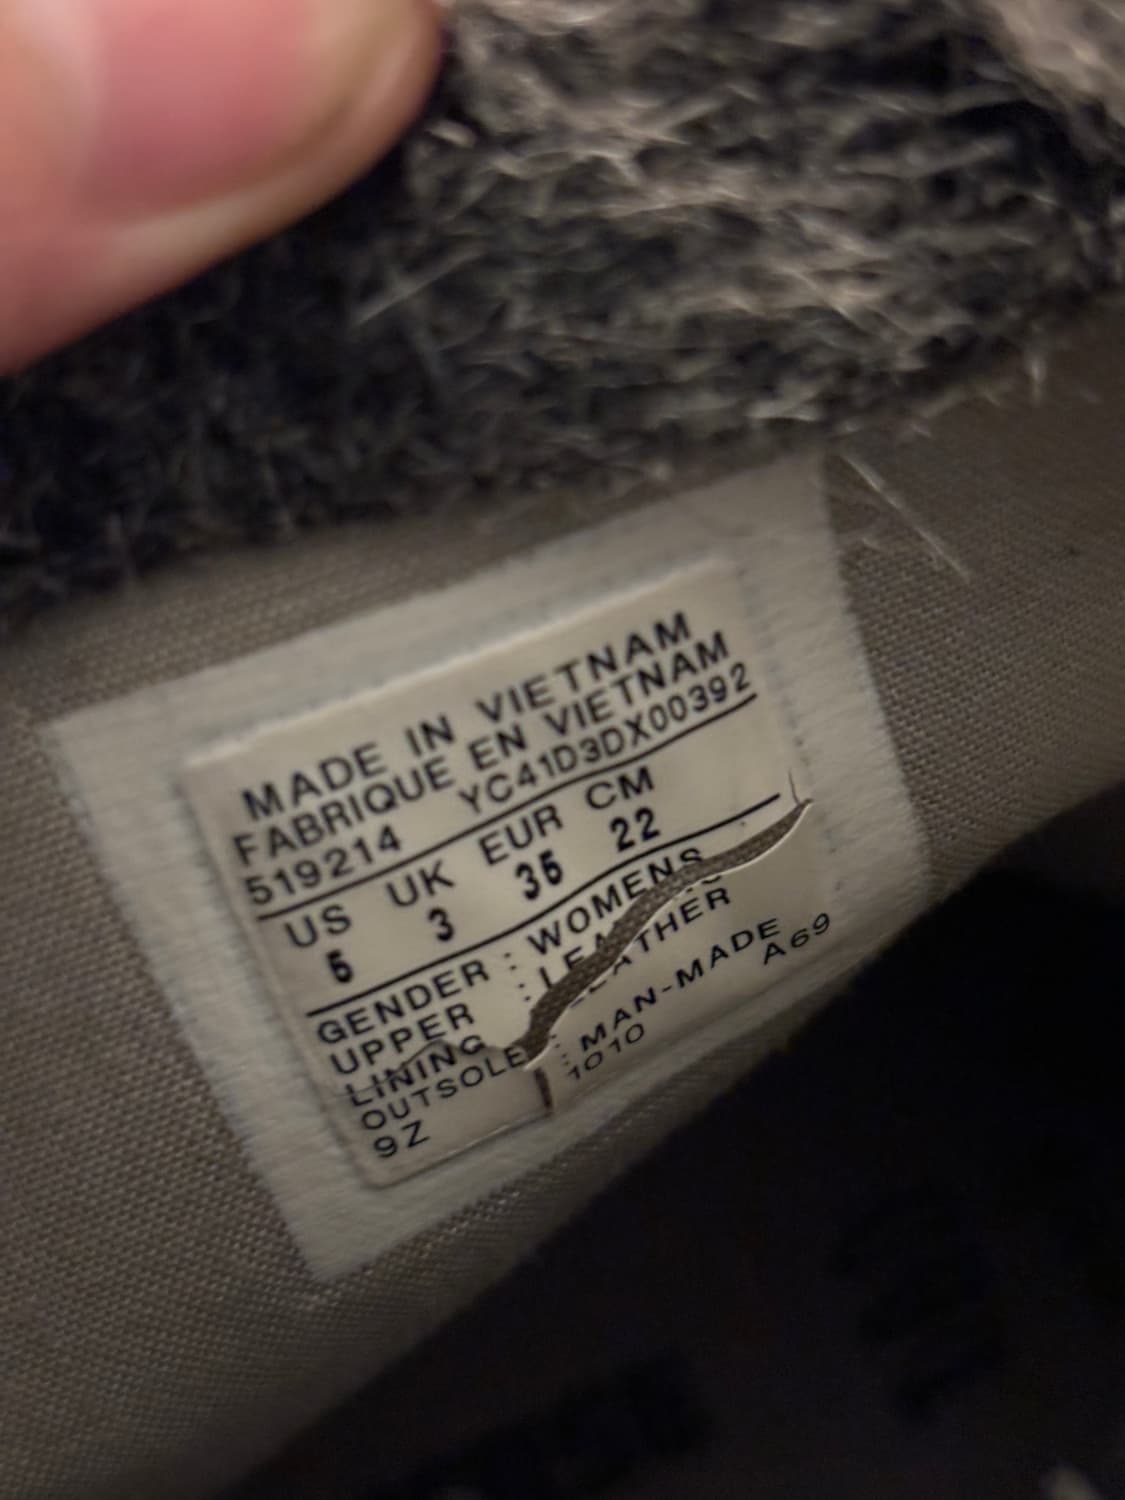 MADE IN VIETNAM
FABRIQUE EN VIETNAM
519214 YC41D3DX00392
US UK EUR CM
5 3 35 22
GENDER : WOMENS
UPPER :
LINING LEATHER
OUTSOLE : MAN-MADE
9Z 1010 A69